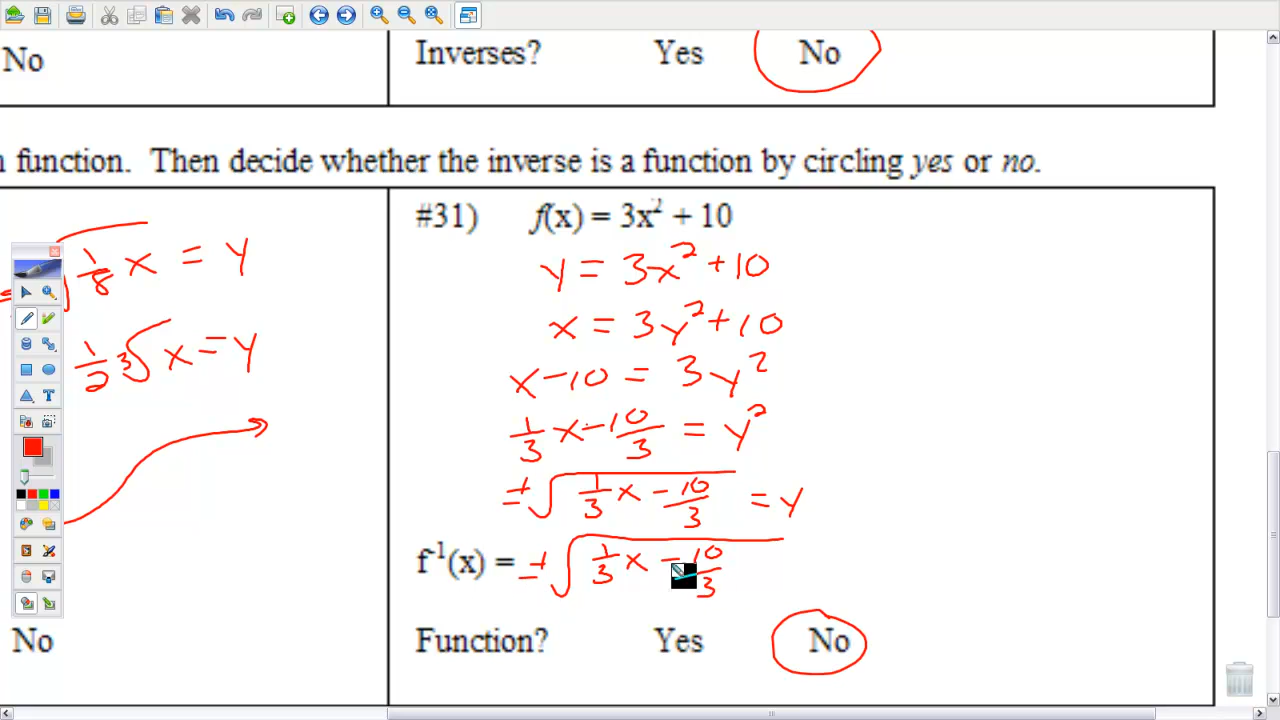 No
Inverses? Yes No
function. Then decide whether the inverse is a function by circling yes or no.
√1/8 x = y
1/2 ³√x = y
No
#31) f(x) = 3x² + 10
y = 3x² + 10
x = 3y² + 10
x - 10 = 3y²
1/3 x - 10/3 = y²
± √(1/3 x - 10/3) = y
f⁻¹(x) = ± √(1/3 x - 10/3)
Function? Yes No